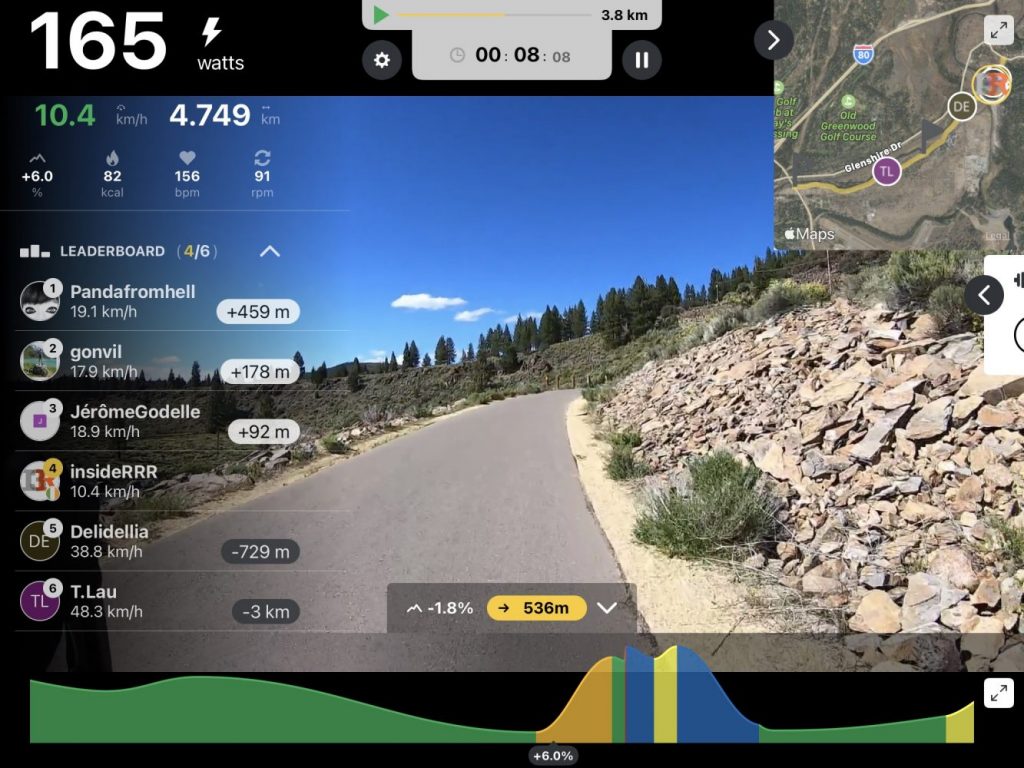 165
watts
3.8 km
00:08:08
10.4 km/h 4.749 km
+6.0 82 156 91
% kcal bpm rpm
LEADERBOARD (4/6)
1 Pandafromhell
19.1 km/h +459 m
2 gonvil
17.9 km/h +178 m
3 JérômeGodelle
J
18.9 km/h +92 m
4 insideRRR
10.4 km/h
5 Delidellia
DE
38.8 km/h -729 m
6 T.Lau
TL
48.3 km/h -3 km
80
DE
Old
Greenwood
Golf Course
Golf
Glenshire Dr
TL
Maps
Legal
-1.8% → 536m
+6.0%